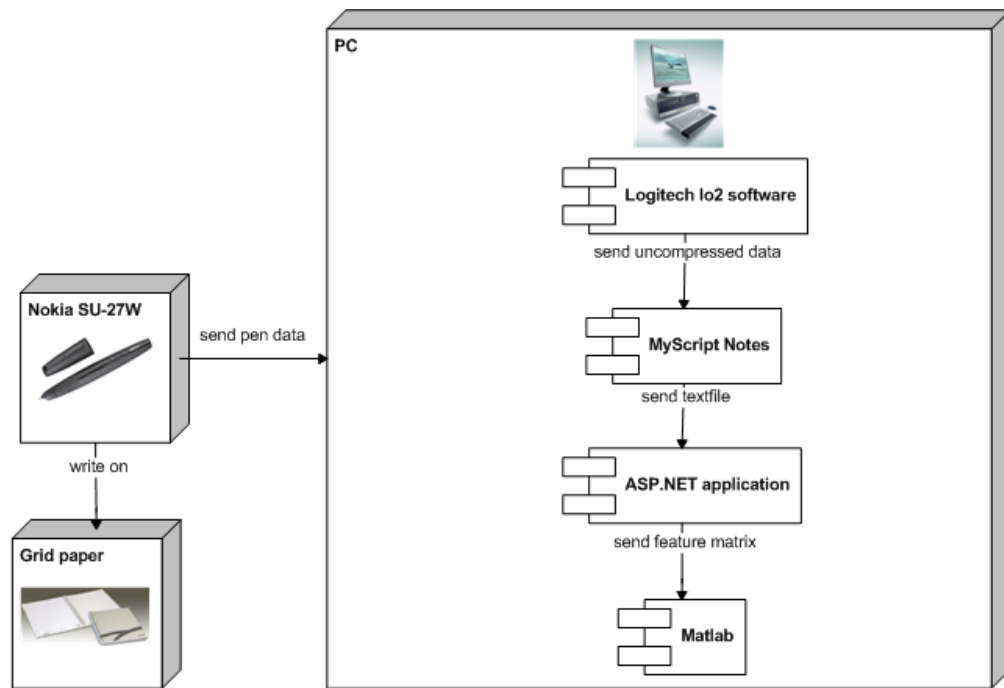 PC
Logitech Io2 software
send uncompressed data
Nokia SU-27W
send pen data
MyScript Notes
send textfile
write on
ASP.NET application
send feature matrix
Grid paper
Matlab